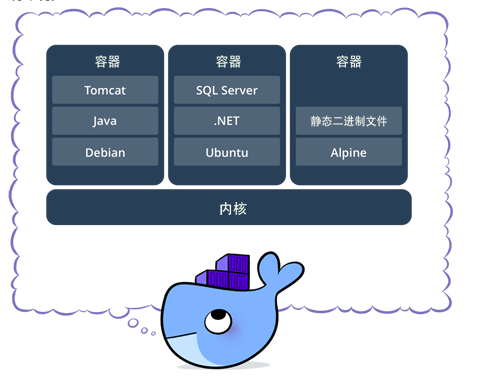 容器
Tomcat
Java
Debian
容器
SQL Server
.NET
Ubuntu
容器
静态二进制文件
Alpine
内核